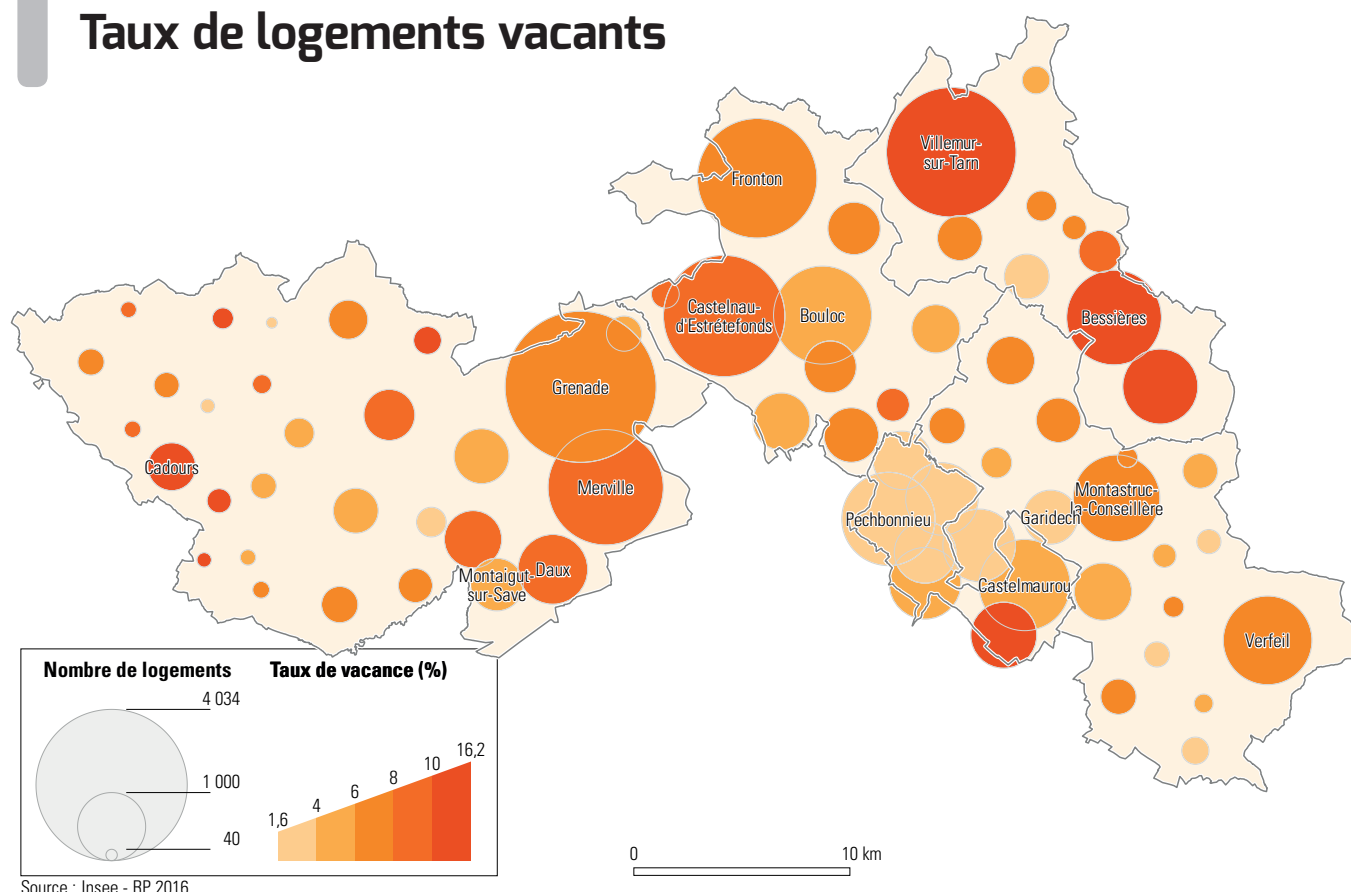 Taux de logements vacants
Villemur-
sur-Tarn
Fronton
Castelnau-
d'Estrétefonds
Bouloc
Bessières
Grenade
Cadours
Merville
Montastruc-
la-Conseillère
Garidech
Pechbonnieu
Montaigut-
sur-Save
Daux
Castelmaurou
Verfeil
Nombre de logements
4 034
1 000
40
Taux de vacance (%)
1,6
4
6
8
10
16,2
0
10 km
Source : Insee - RP 2016